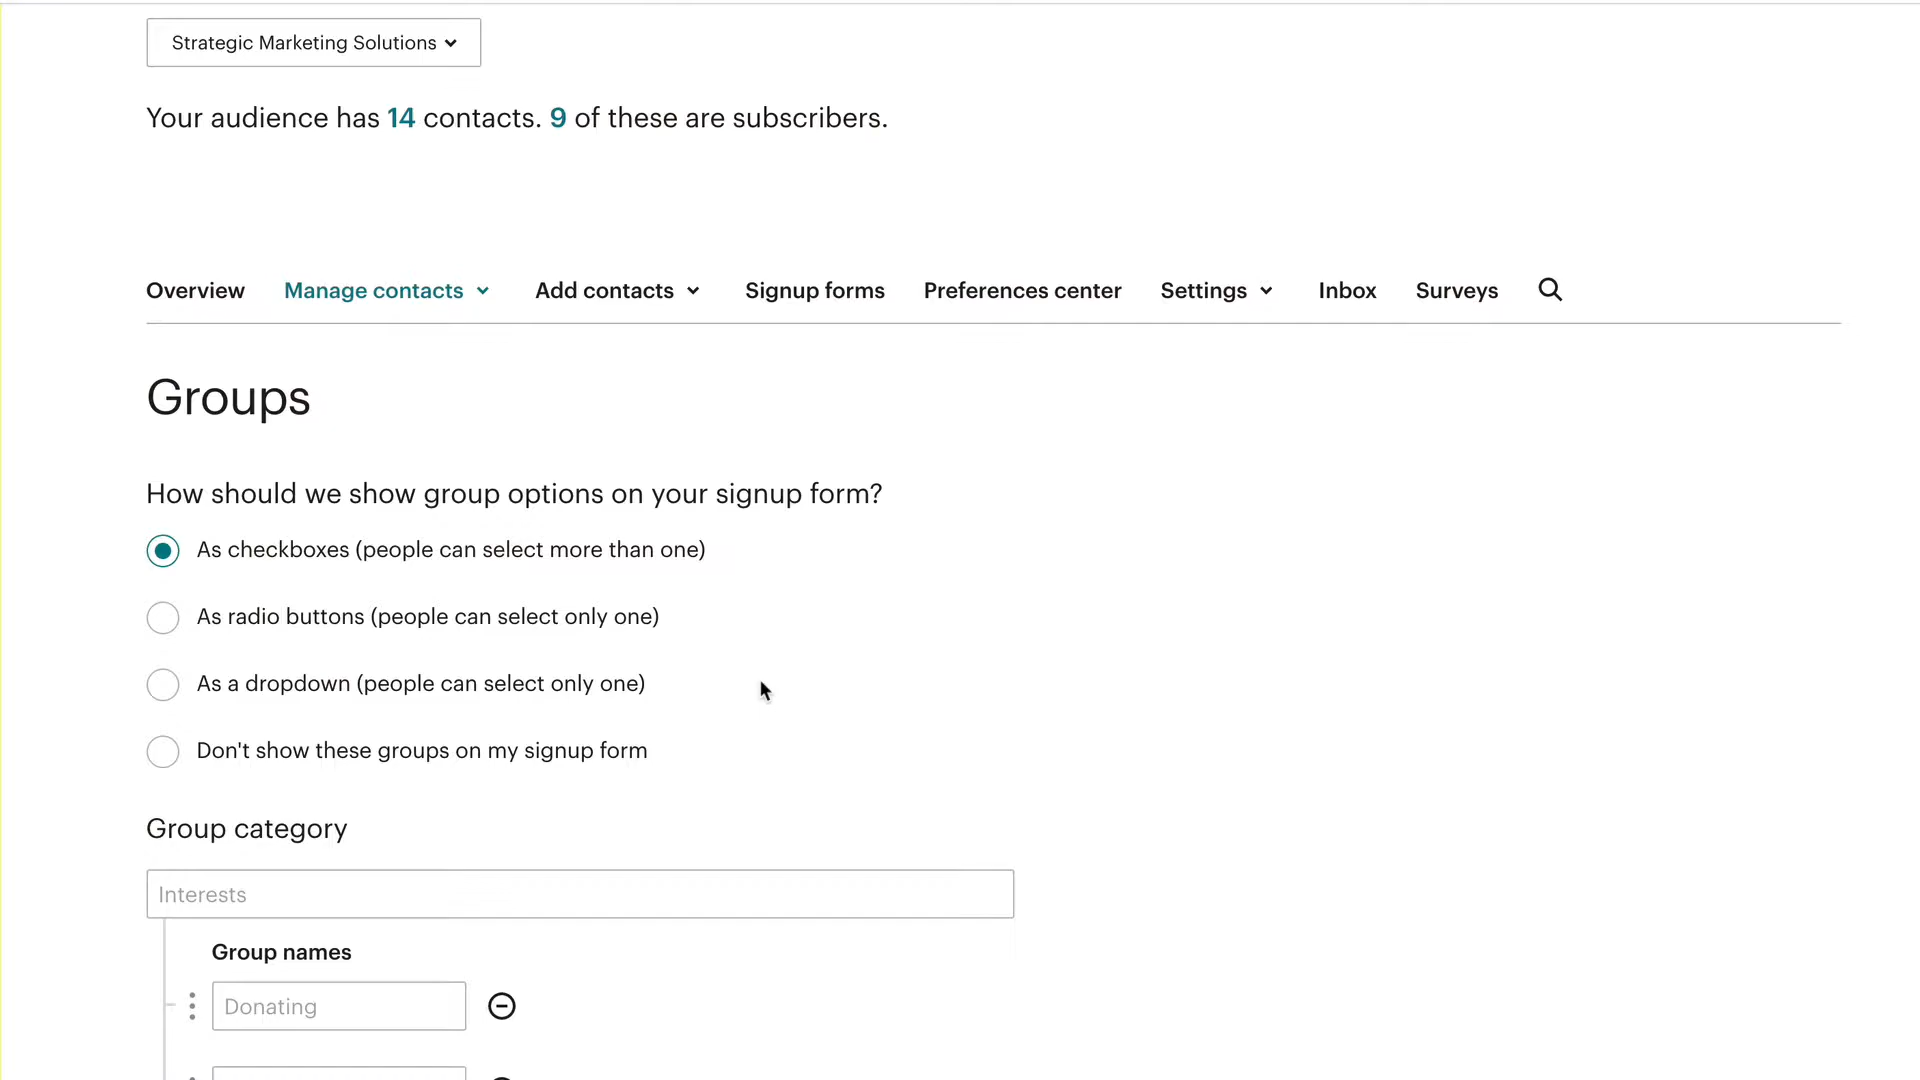 Strategic Marketing Solutions
Your audience has 14 contacts. 9 of these are subscribers.
Overview Manage contacts Add contacts Signup forms Preferences center Settings Inbox Surveys
Groups
How should we show group options on your signup form?
As checkboxes (people can select more than one)
As radio buttons (people can select only one)
As a dropdown (people can select only one)
Don't show these groups on my signup form
Group category
Interests
Group names
Donating